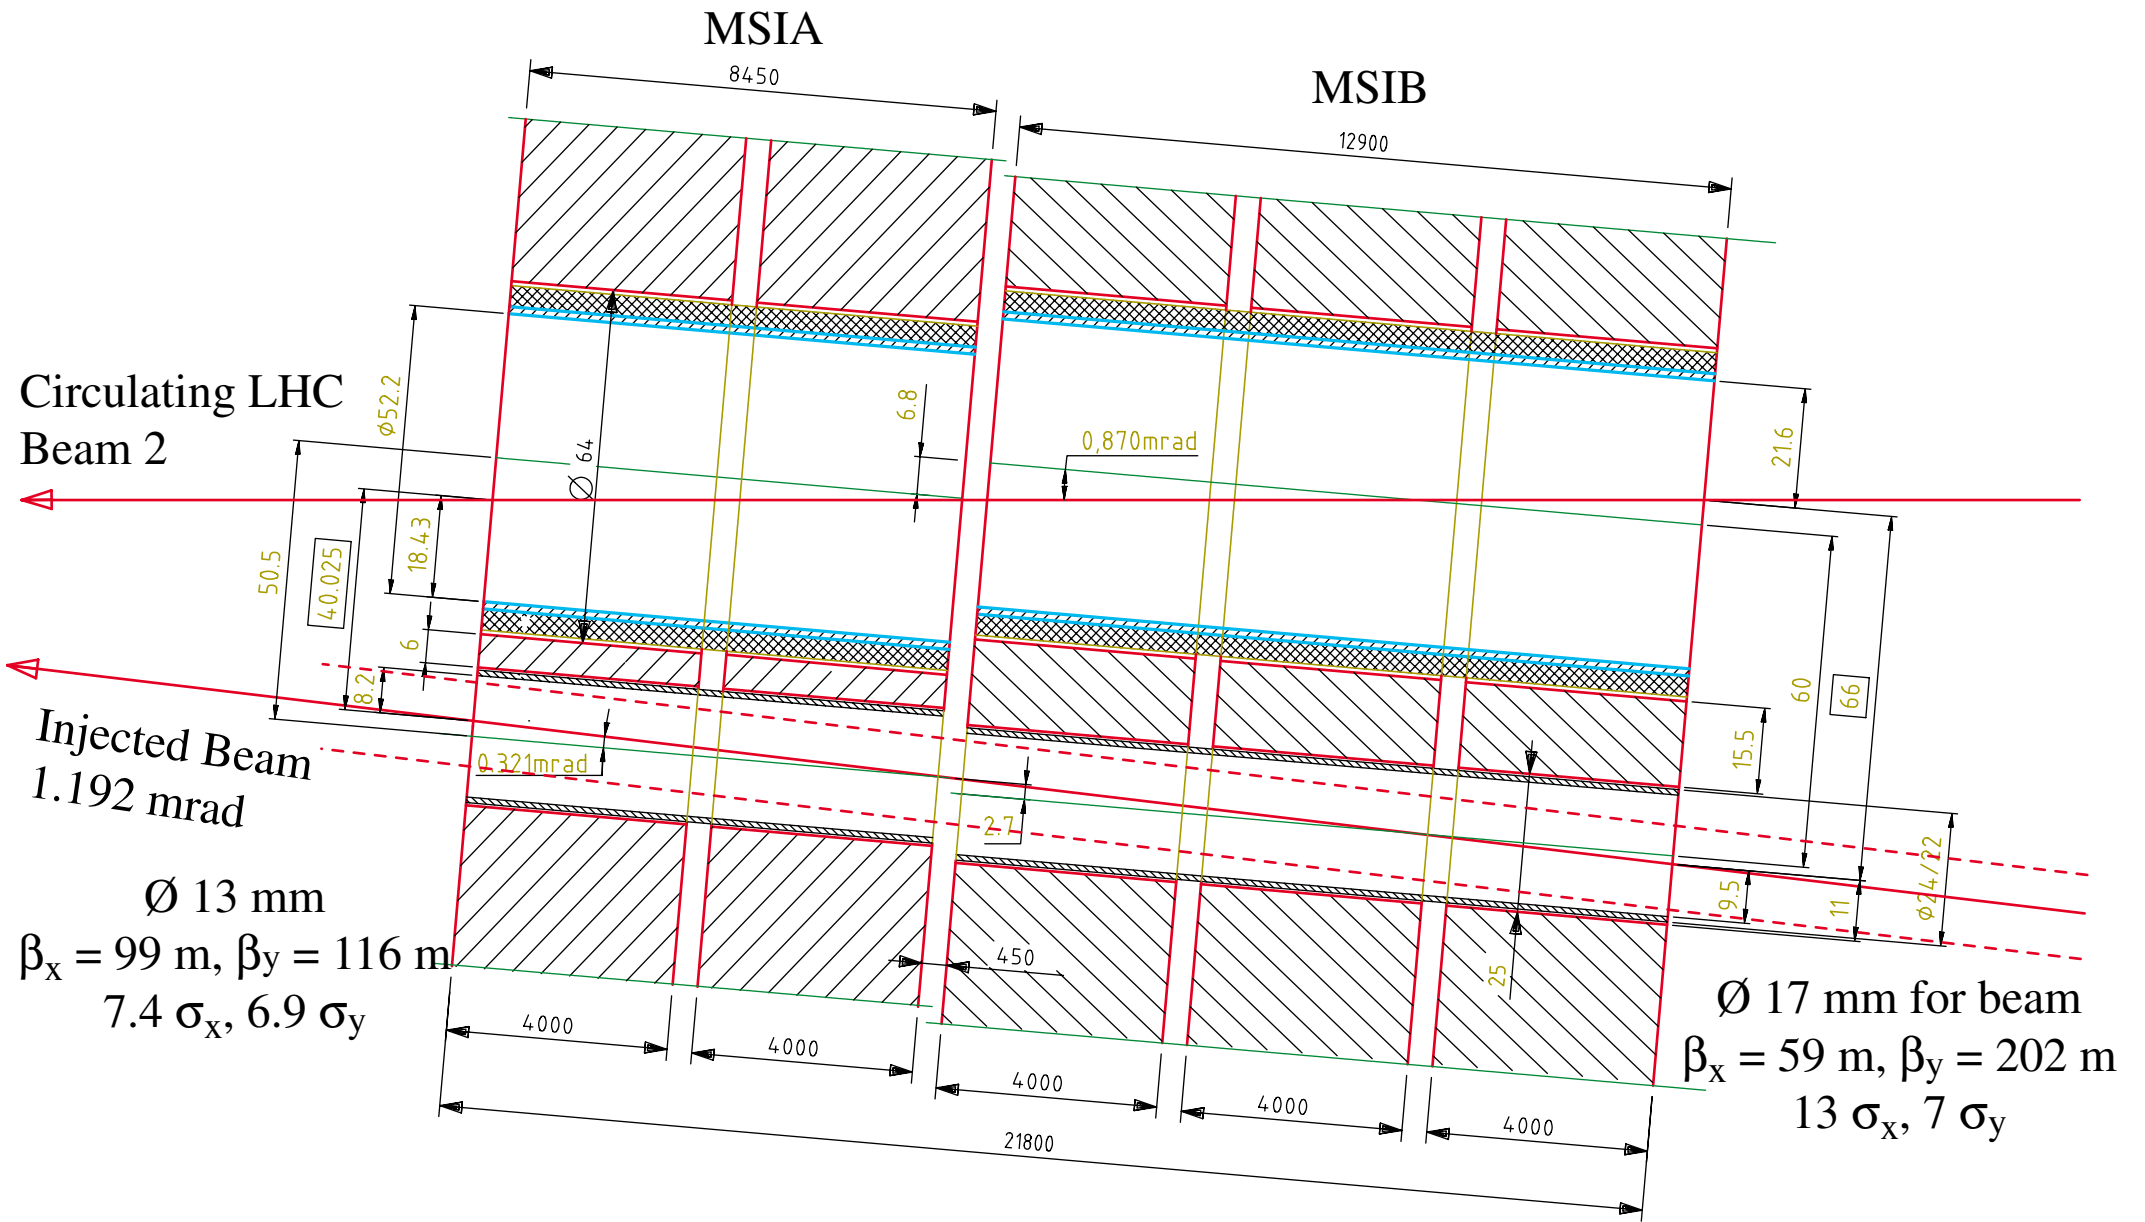 MSIA
8450
MSIB
12900
Circulating LHC
Beam 2
φ52.2
Ø 64
6.8
0,870mrad
21.6
50.5
40.025
18.43
6
8.2
60
66
15.5
Injected Beam
1.192 mrad
0.321mrad
2.7
φ24/22
9.5
11
25
450
Ø 13 mm
βx = 99 m, βy = 116 m
7.4 σx, 6.9 σy
Ø 17 mm for beam
βx = 59 m, βy = 202 m
13 σx, 7 σy
4000
4000
4000
4000
4000
21800